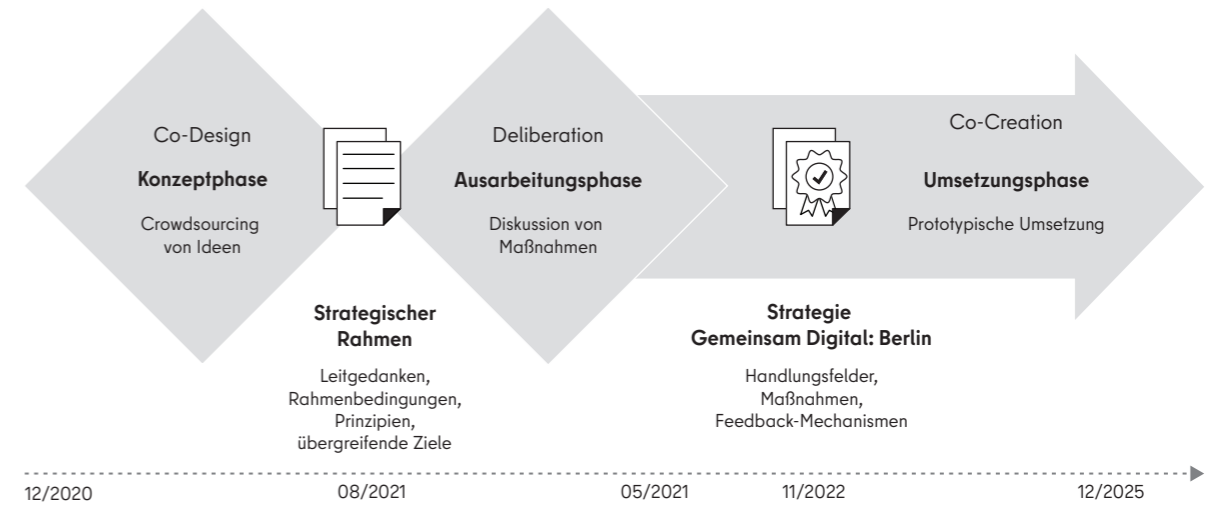 Co-Design
Konzeptphase
Crowdsourcing
von Ideen
Strategischer
Rahmen
Leitgedanken,
Rahmenbedingungen,
Prinzipien,
übergreifende Ziele
Deliberation
Ausarbeitungsphase
Diskussion von
Maßnahmen
Strategie
Gemeinsam Digital: Berlin
Handlungsfelder,
Maßnahmen,
Feedback-Mechanismen
Co-Creation
Umsetzungsphase
Prototypische Umsetzung
12/2020
08/2021
05/2021
11/2022
12/2025